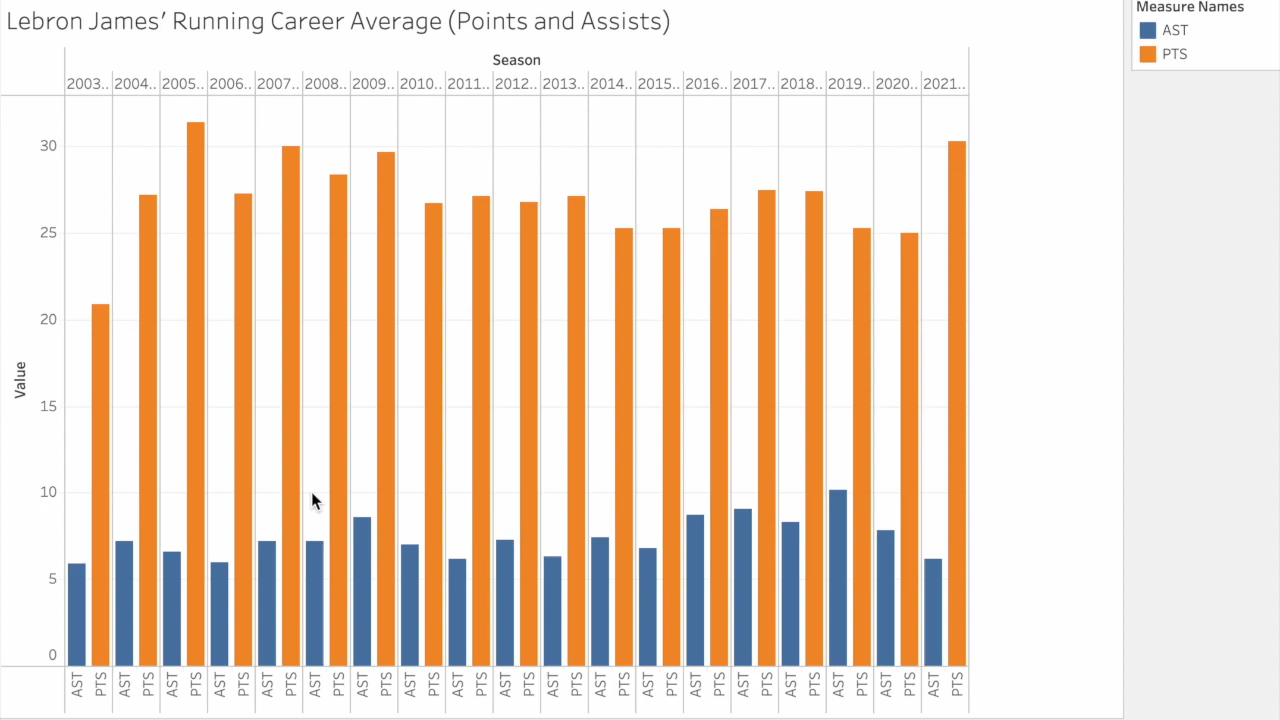 Lebron James' Running Career Average (Points and Assists)
Measure Names
AST
PTS
Season
2003.. 2004.. 2005.. 2006.. 2007.. 2008.. 2009.. 2010.. 2011.. 2012.. 2013.. 2014.. 2015.. 2016.. 2017.. 2018.. 2019.. 2020.. 2021..
30
25
20
15
10
5
0
Value
AST PTS AST PTS AST PTS AST PTS AST PTS AST PTS AST PTS AST PTS AST PTS AST PTS AST PTS AST PTS AST PTS AST PTS AST PTS AST PTS AST PTS AST PTS AST PTS